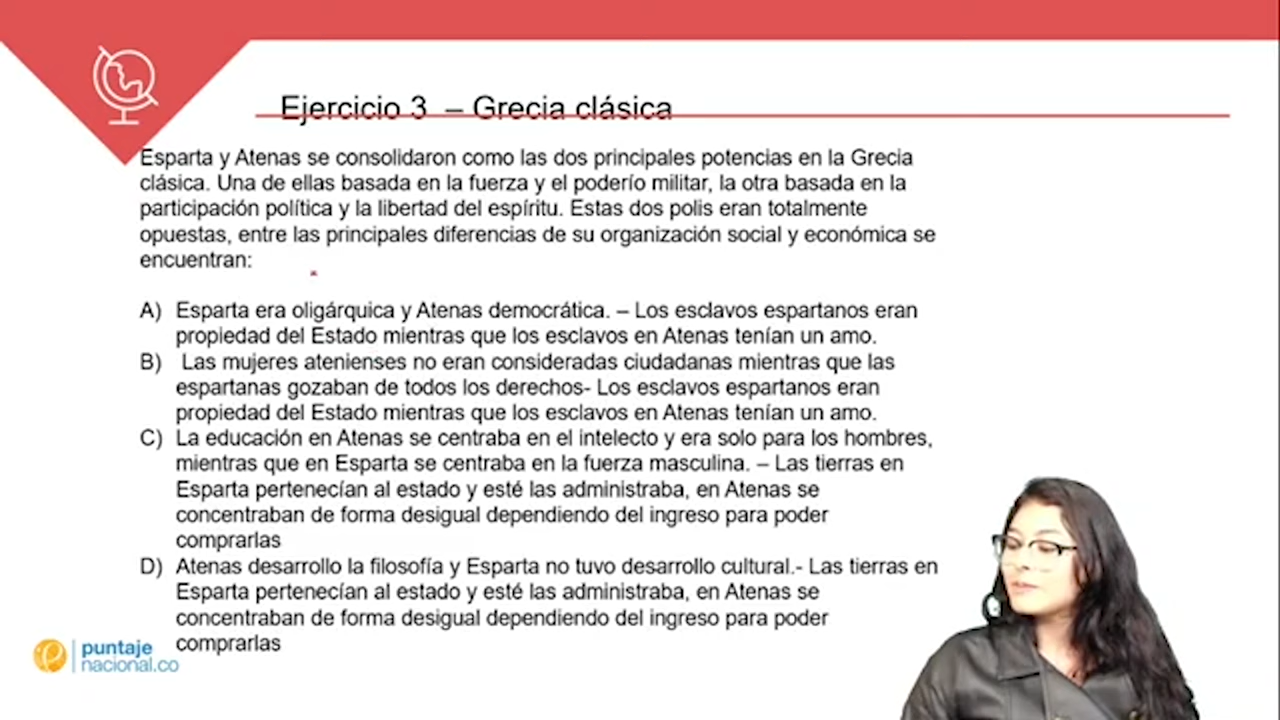 Ejercicio 3 – Grecia clásica
Esparta y Atenas se consolidaron como las dos principales potencias en la Grecia
clásica. Una de ellas basada en la fuerza y el poderío militar, la otra basada en la
participación política y la libertad del espíritu. Estas dos polis eran totalmente
opuestas, entre las principales diferencias de su organización social y económica se
encuentran:
A) Esparta era oligárquica y Atenas democrática. – Los esclavos espartanos eran
propiedad del Estado mientras que los esclavos en Atenas tenían un amo.
B) Las mujeres atenienses no eran consideradas ciudadanas mientras que las
espartanas gozaban de todos los derechos- Los esclavos espartanos eran
propiedad del Estado mientras que los esclavos en Atenas tenían un amo.
C) La educación en Atenas se centraba en el intelecto y era solo para los hombres,
mientras que en Esparta se centraba en la fuerza masculina. – Las tierras en
Esparta pertenecían al estado y esté las administraba, en Atenas se
concentraban de forma desigual dependiendo del ingreso para poder
comprarlas
D) Atenas desarrollo la filosofía y Esparta no tuvo desarrollo cultural.- Las tierras en
Esparta pertenecían al estado y esté las administraba, en Atenas se
concentraban de forma desigual dependiendo del ingreso para poder
comprarlas
puntaje
nacional.co